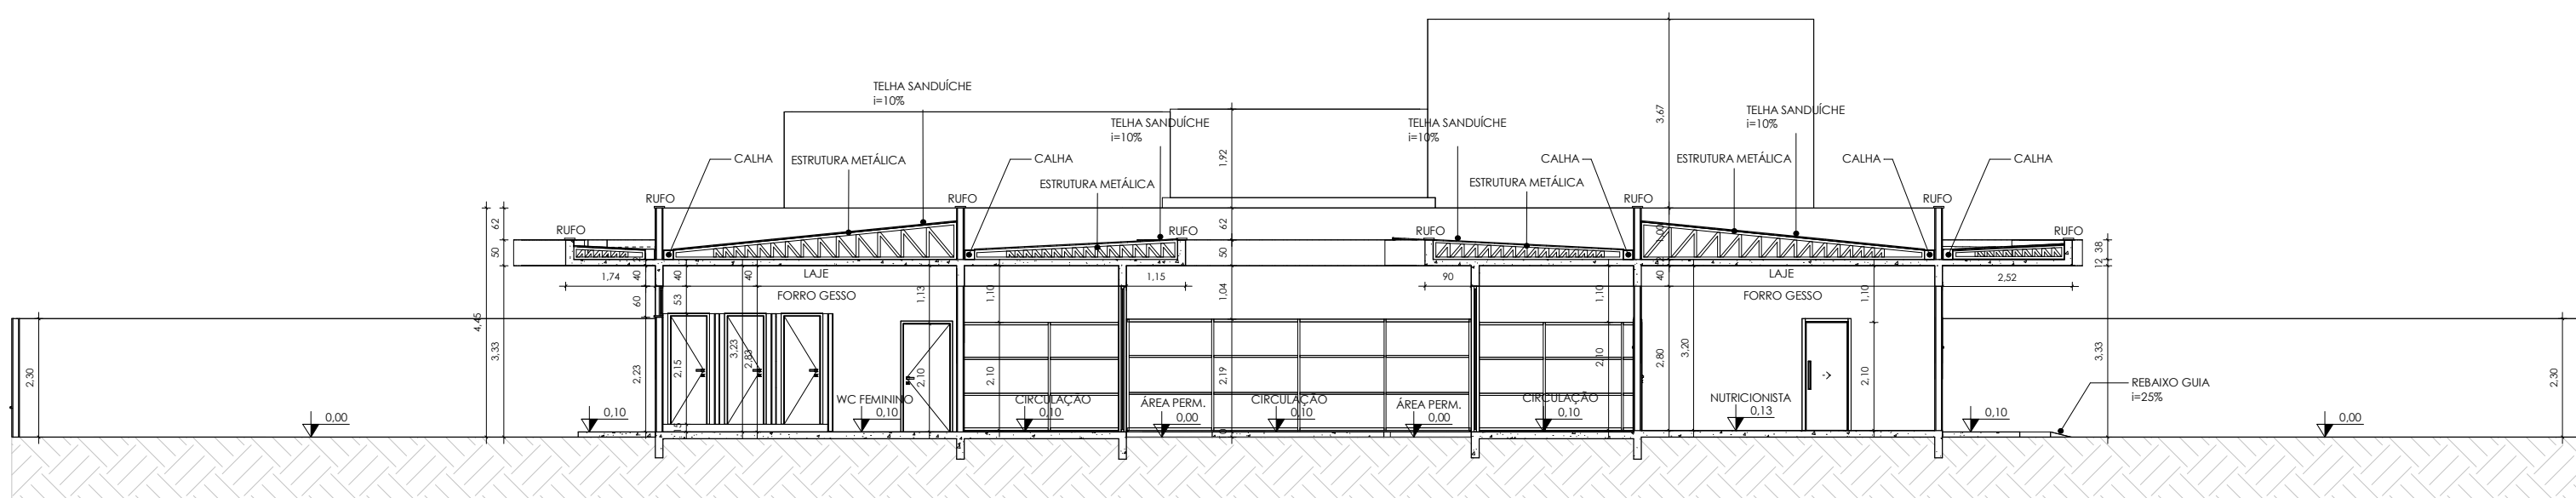 TELHA SANDUÍCHE
i=10%
TELHA SANDUÍCHE
i=10%
TELHA SANDUÍCHE
i=10%
TELHA SANDUÍCHE
i=10%
3,67
1,92
CALHA
ESTRUTURA METÁLICA
CALHA
ESTRUTURA METÁLICA
CALHA
ESTRUTURA METÁLICA
ESTRUTURA METÁLICA
CALHA
CALHA
RUFO
RUFO
RUFO
RUFO
RUFO
RUFO
RUFO
RUFO
62
50
62
50
1,00
38
12
1,74
40
40
40
LAJE
1,15
90
40
LAJE
2,52
FORRO GESSO
FORRO GESSO
60
53
1,13
1,10
1,04
1,10
1,10
4,45
3,33
2,30
2,23
2,15
3,23
2,83
2,10
2,10
2,19
2,10
2,80
3,20
2,10
3,33
2,30
REBAIXO GUIA
i=25%
WC FEMININO
0,10
CIRCULAÇÃO
0,10
ÁREA PERM.
0,00
CIRCULAÇÃO
0,10
ÁREA PERM.
0,00
CIRCULAÇÃO
0,10
NUTRICIONISTA
0,13
0,00
0,10
0,10
0,00
15